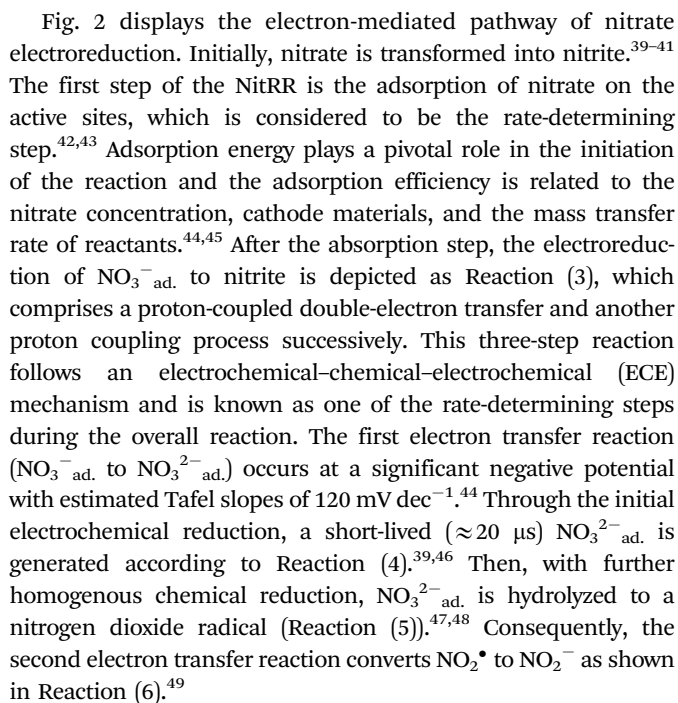 Fig. 2 displays the electron-mediated pathway of nitrate
electroreduction. Initially, nitrate is transformed into nitrite.³⁹⁻⁴¹
The first step of the NitRR is the adsorption of nitrate on the
active sites, which is considered to be the rate-determining
step.⁴²,⁴³ Adsorption energy plays a pivotal role in the initiation
of the reaction and the adsorption efficiency is related to the
nitrate concentration, cathode materials, and the mass transfer
rate of reactants.⁴⁴,⁴⁵ After the absorption step, the electroreduc-
tion of NO₃⁻ad. to nitrite is depicted as Reaction (3), which
comprises a proton-coupled double-electron transfer and another
proton coupling process successively. This three-step reaction
follows an electrochemical–chemical–electrochemical (ECE)
mechanism and is known as one of the rate-determining steps
during the overall reaction. The first electron transfer reaction
(NO₃⁻ad. to NO₃²⁻ad.) occurs at a significant negative potential
with estimated Tafel slopes of 120 mV dec⁻¹.⁴⁴ Through the initial
electrochemical reduction, a short-lived (≈20 μs) NO₃²⁻ad. is
generated according to Reaction (4).³⁹,⁴⁶ Then, with further
homogenous chemical reduction, NO₃²⁻ad. is hydrolyzed to a
nitrogen dioxide radical (Reaction (5)).⁴⁷,⁴⁸ Consequently, the
second electron transfer reaction converts NO₂• to NO₂⁻ as shown
in Reaction (6).⁴⁹